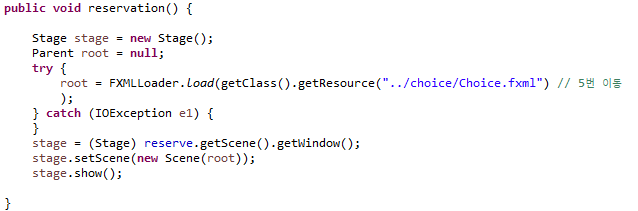 public void reservation() {
Stage stage = new Stage();
Parent root = null;
try {
root = FXMLLoader.load(getClass().getResource("../choice/Choice.fxml") // 5번 이동
);
} catch (IOException e1) {
}
stage = (Stage) reserve.getScene().getWindow();
stage.setScene(new Scene(root));
stage.show();
}